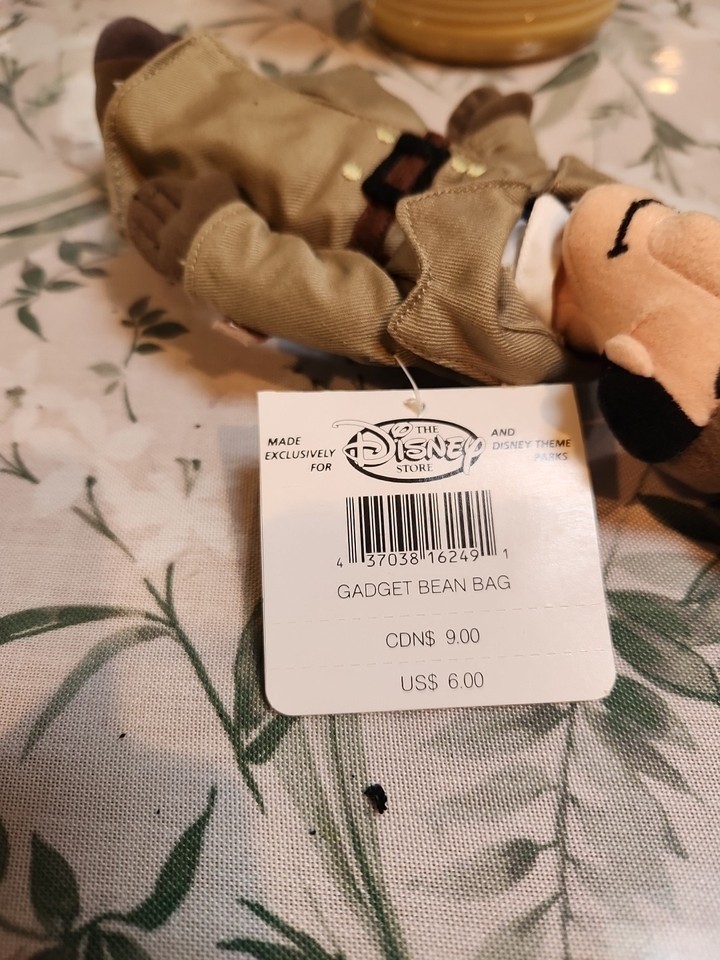 MADE
EXCLUSIVELY
FOR
THE
DISNEY
STORE
AND
DISNEY THEME
PARKS
4 37038 16249 1
GADGET BEAN BAG
CDN$ 9.00
US$ 6.00